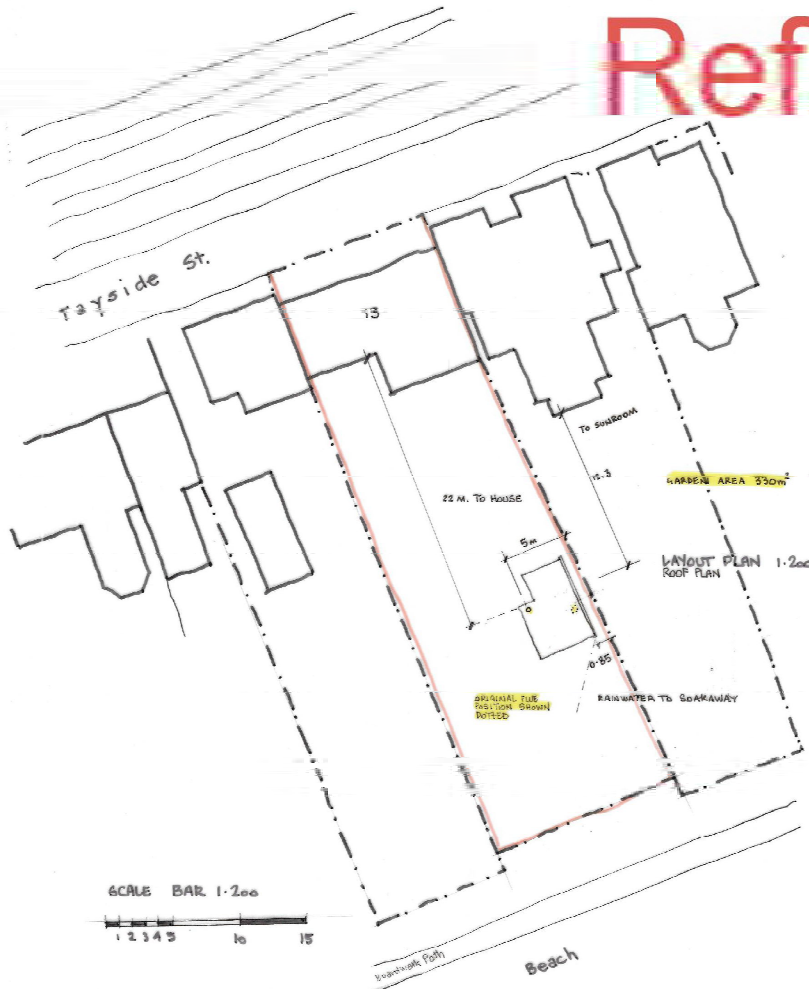 Ref
Tayside St.
13
TO SUNROOM
12.3
GARDEN AREA 330m²
22 M. TO HOUSE
5m
LAYOUT PLAN 1:200
ROOF PLAN
0.85
ORIGINAL FLUE
POSITION SHOWN
DOTTED
RAINWATER TO SOAKAWAY
SCALE BAR 1:200
1 2 3 4 5 10 15
Boardwalk Path
Beach